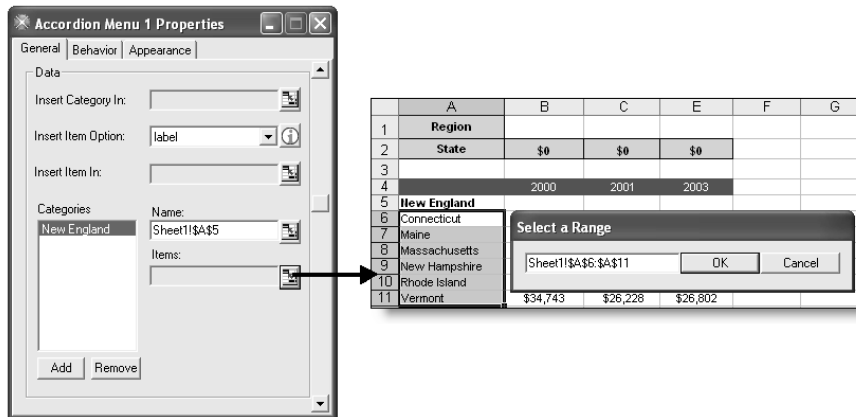 Accordion Menu 1 Properties
General Behavior Appearance
Data
Insert Category In:
Insert Item Option: label
Insert Item In:
Categories
New England
Name:
Sheet1!$A$5
Items:
Add Remove
A B C E F G
1 Region
2 State $0 $0 $0
3
4 2000 2001 2003
5 New England
6 Connecticut
7 Maine
8 Massachusetts
9 New Hampshire
10 Rhode Island
11 Vermont $34,743 $26,228 $26,802
Select a Range
Sheet1!$A$6:$A$11 OK Cancel